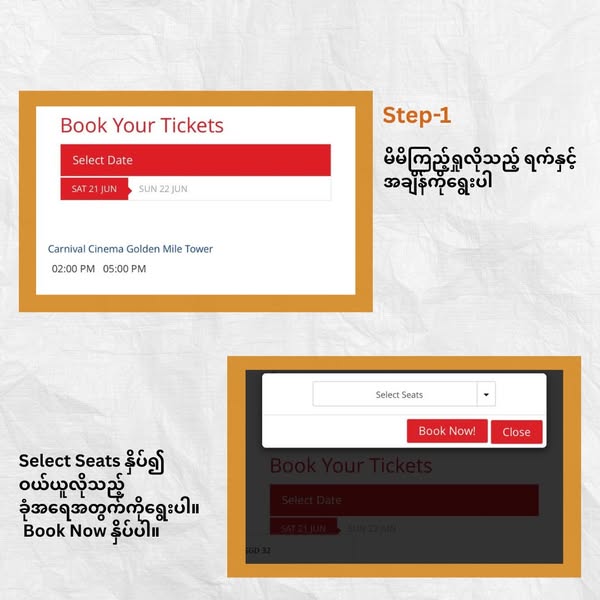 Book Your Tickets
Select Date
SAT 21 JUN SUN 22 JUN
Carnival Cinema Golden Mile Tower
02:00 PM 05:00 PM
Step-1
မိမိကြည့်ရှုလိုသည့် ရက်နှင့်
အချိန်ကိုရွေးပါ
Select Seats နှိပ်၍
ဝယ်ယူလိုသည့်
ခုံအရေအတွက်ကိုရွေးပါ။
Book Now နှိပ်ပါ။
Select Seats
Book Now! Close
Book Your Tickets
Select Date
SAT 21 JUN SUN 22 JUN
SGD 32